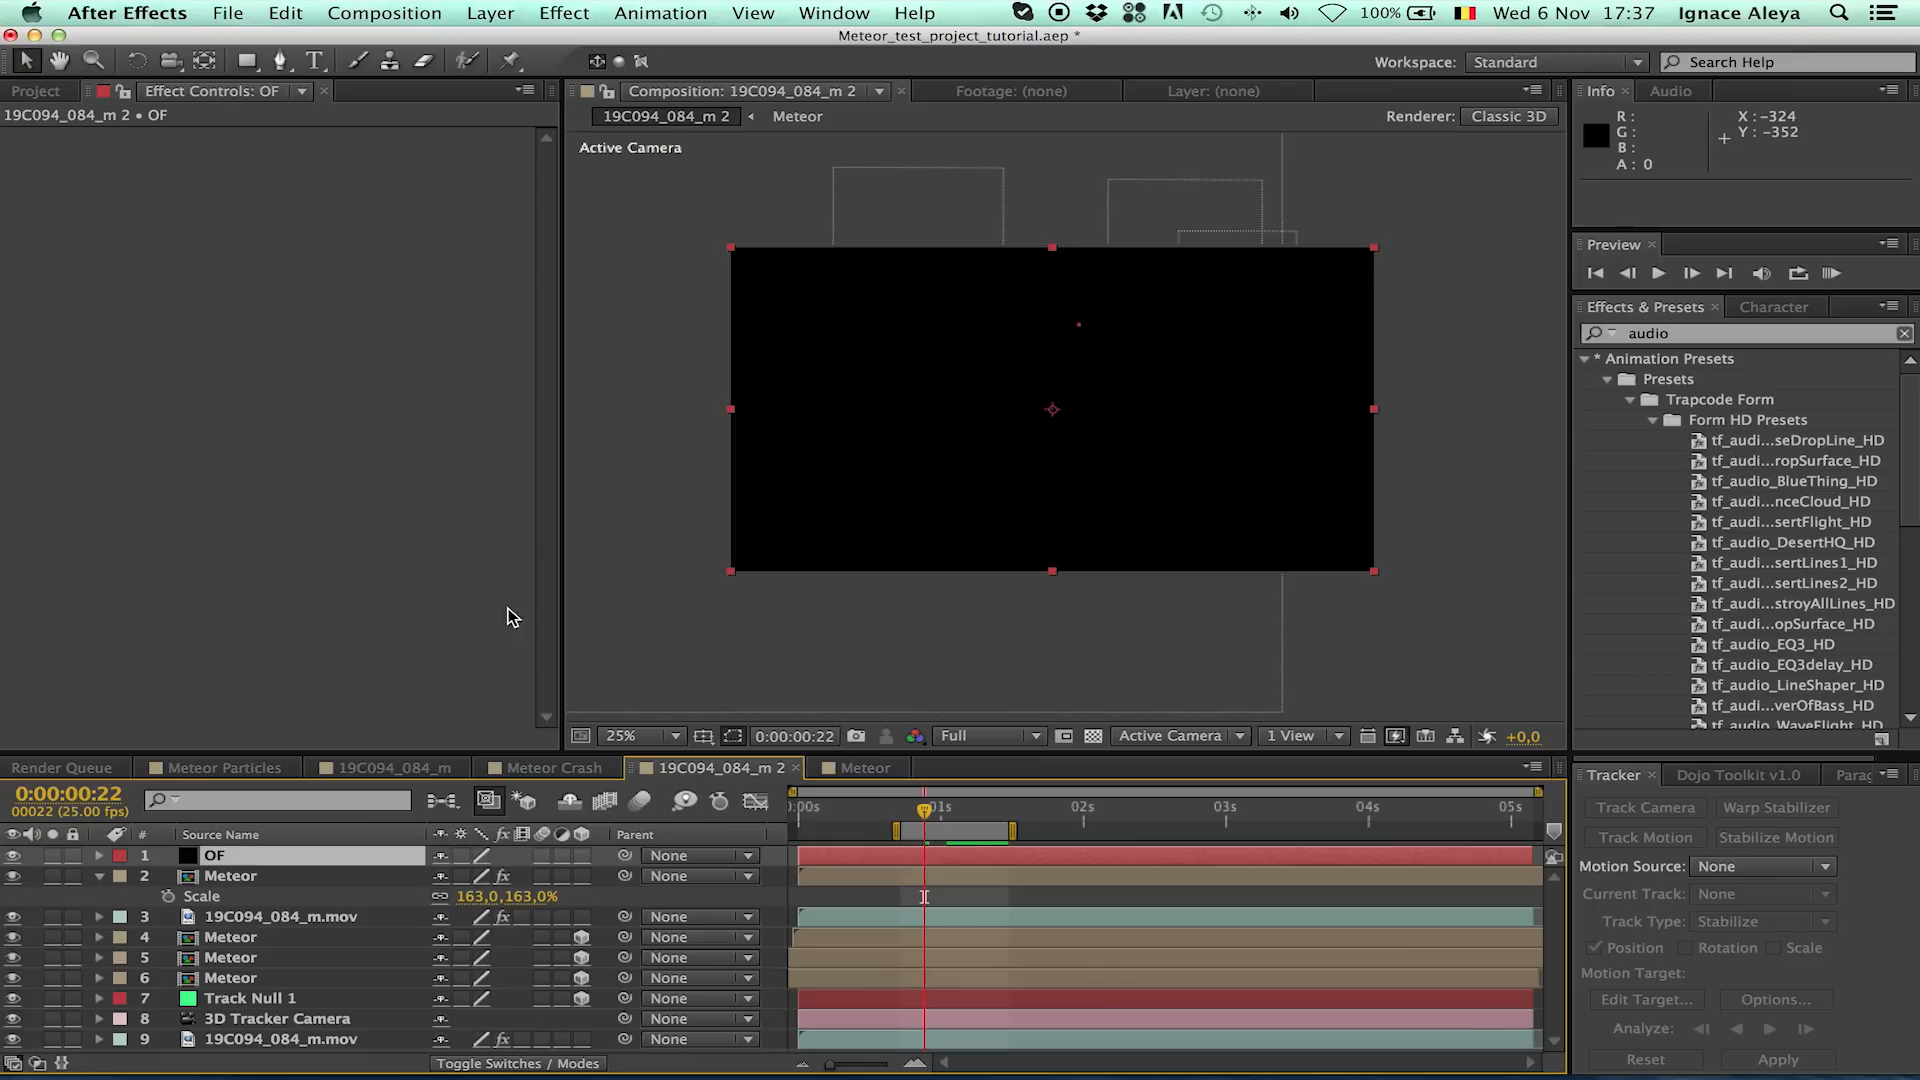 After Effects File Edit Composition Layer Effect Animation View Window Help 100% Wed 6 Nov 17:37 Ignace Aleya
Meteor_test_project_tutorial.aep *
Workspace: Standard Search Help
Project Effect Controls: OF Composition: 19C094_084_m 2 Footage: (none) Layer: (none) Info Audio
19C094_084_m 2 • OF 19C094_084_m 2 Meteor Renderer: Classic 3D
R : X : -324
G : Y : -352
B :
A : 0
Active Camera
Preview
Effects & Presets Character
audio
* Animation Presets
Presets
Trapcode Form
Form HD Presets
tf_audi...seDropLine_HD
tf_audi...ropSurface_HD
tf_audio_BlueThing_HD
tf_audi...nceCloud_HD
tf_audi...sertFlight_HD
tf_audio_DesertHQ_HD
tf_audi...sertLines1_HD
tf_audi...sertLines2_HD
tf_audi...stroyAllLines_HD
tf_audi...opSurface_HD
tf_audio_EQ3_HD
tf_audio_EQ3delay_HD
tf_audio_LineShaper_HD
tf_audi...verOfBass_HD
tf_audio_WaveFlight_HD
25% 0:00:00:22 Full Active Camera 1 View +0,0
Render Queue Meteor Particles 19C094_084_m Meteor Crash 19C094_084_m 2 Meteor
0:00:00:22
00022 (25.00 fps)
:00s 01s 02s 03s 04s 05s
# Source Name fx Parent
1 OF None
2 Meteor fx None
Scale 163,0,163,0%
3 19C094_084_m.mov fx None
4 Meteor None
5 Meteor None
6 Meteor None
7 Track Null 1 None
8 3D Tracker Camera None
9 19C094_084_m.mov fx None
Toggle Switches / Modes
Tracker Dojo Toolkit v1.0 Parag
Track Camera Warp Stabilizer
Track Motion Stabilize Motion
Motion Source: None
Current Track: None
Track Type: Stabilize
Position Rotation Scale
Motion Target:
Edit Target... Options...
Analyze:
Reset Apply